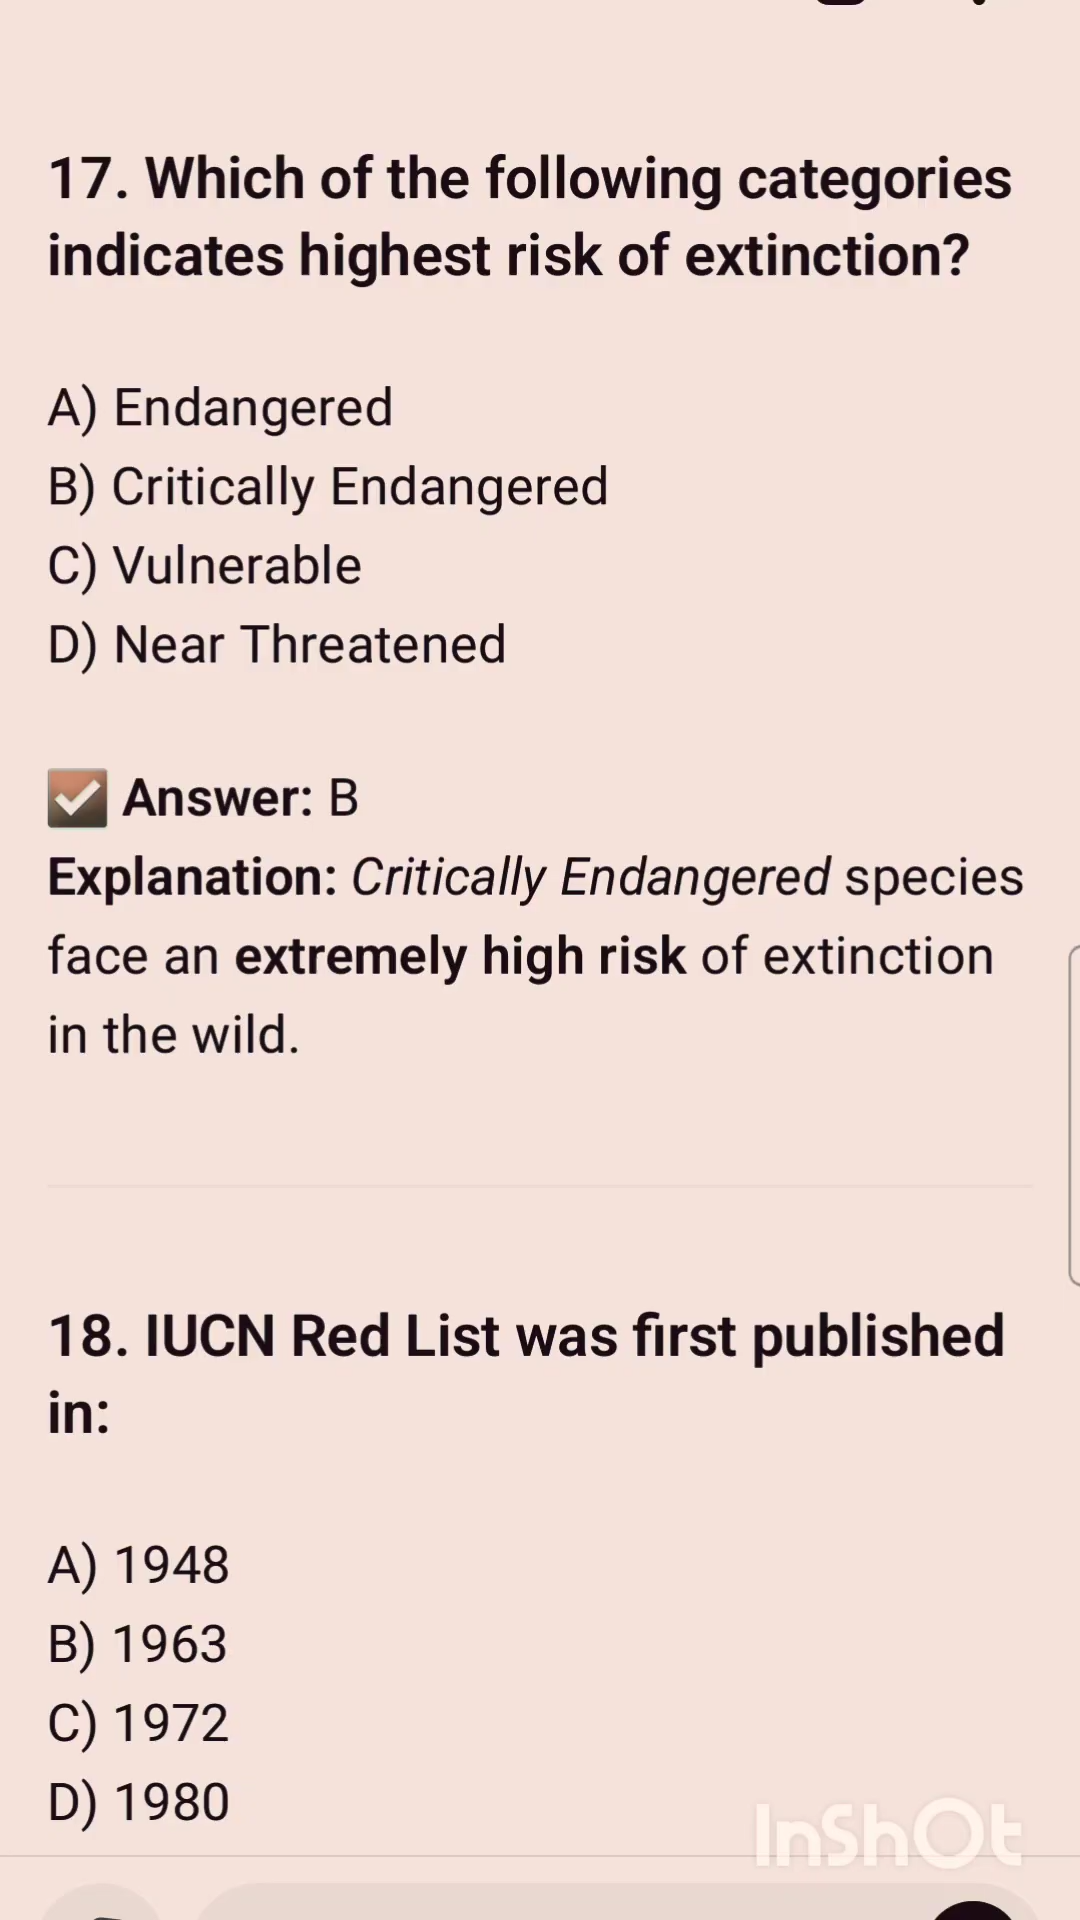 17. Which of the following categories
indicates highest risk of extinction?
A) Endangered
B) Critically Endangered
C) Vulnerable
D) Near Threatened
✅ Answer: B
Explanation: Critically Endangered species
face an extremely high risk of extinction
in the wild.
18. IUCN Red List was first published
in:
A) 1948
B) 1963
C) 1972
D) 1980
InShOt